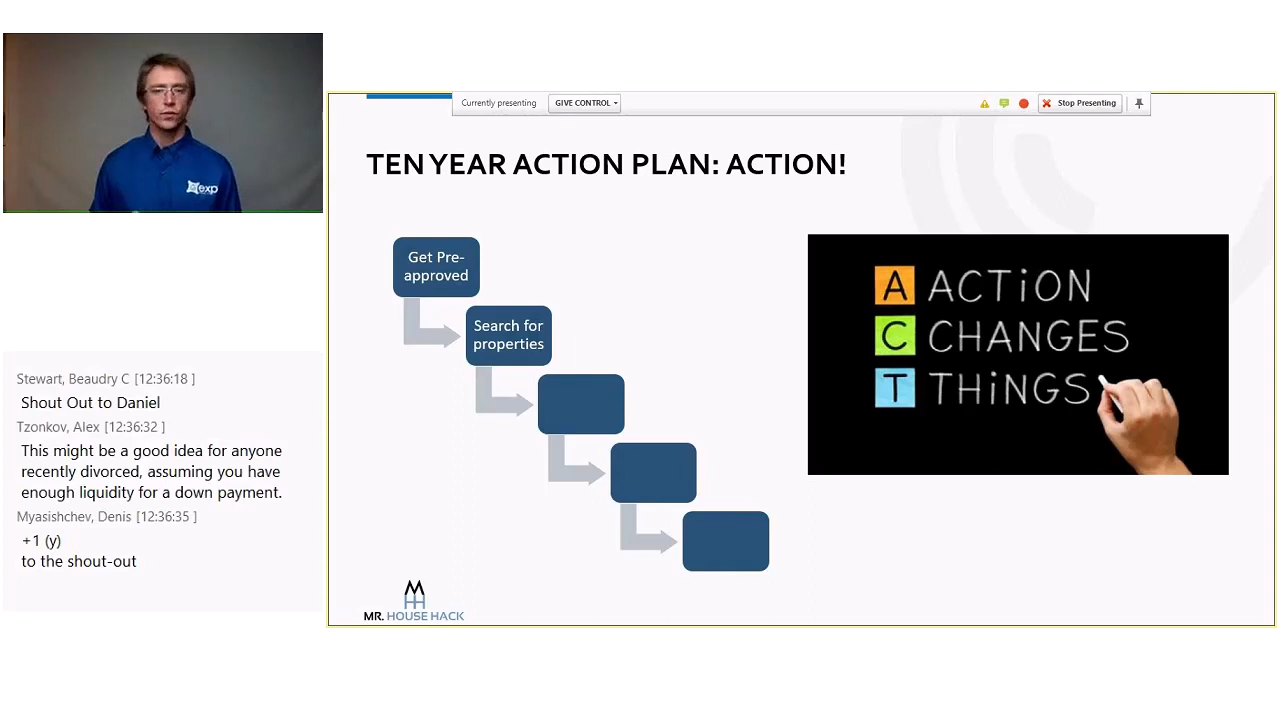 exp
Currently presenting
GIVE CONTROL
Stop Presenting
TEN YEAR ACTION PLAN: ACTION!
Get Pre-
approved
Search for
properties
A ACTiON
C CHANGES
T THiNGS
MR. HOUSE HACK
Stewart, Beaudry C [12:36:18 ]
Shout Out to Daniel
Tzonkov, Alex [12:36:32 ]
This might be a good idea for anyone
recently divorced, assuming you have
enough liquidity for a down payment.
Myasishchev, Denis [12:36:35 ]
+1 (y)
to the shout-out